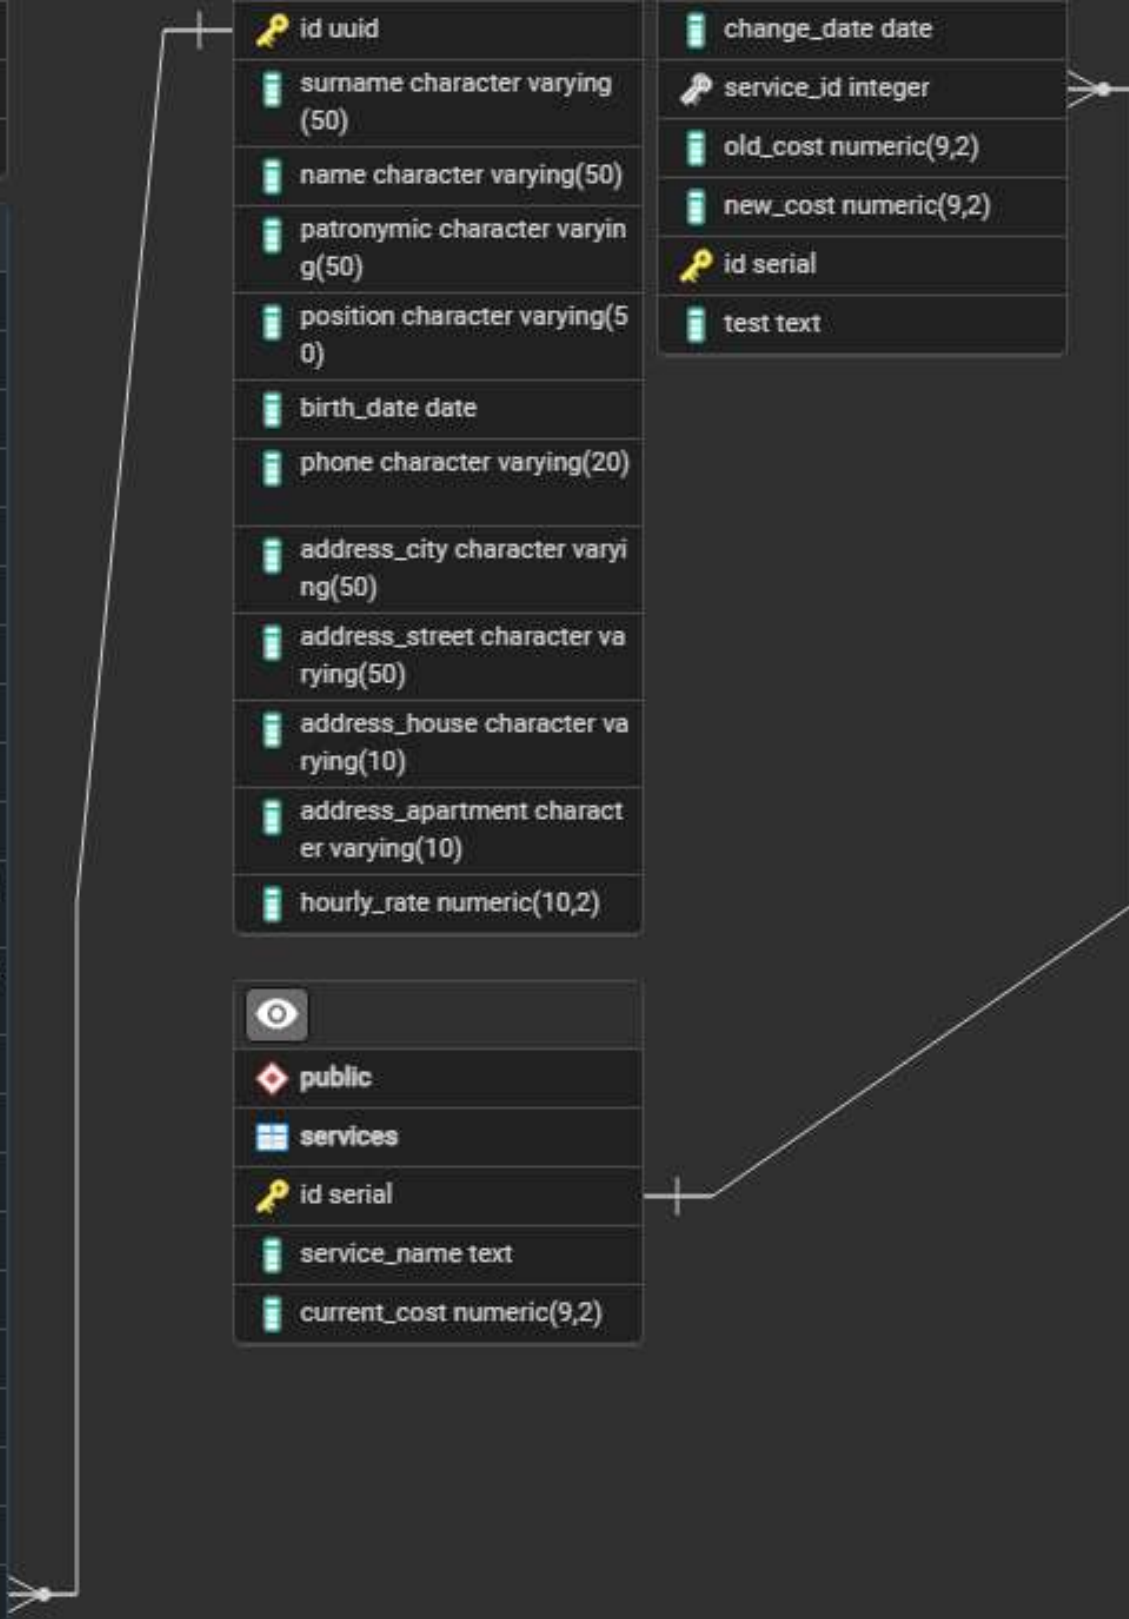 id uuid
surname character varying
(50)
name character varying(50)
patronymic character varyin
g(50)
position character varying(5
0)
birth_date date
phone character varying(20)
address_city character varyi
ng(50)
address_street character va
rying(50)
address_house character va
rying(10)
address_apartment charact
er varying(10)
hourly_rate numeric(10,2)
change_date date
service_id integer
old_cost numeric(9,2)
new_cost numeric(9,2)
id serial
test text
public
services
id serial
service_name text
current_cost numeric(9,2)